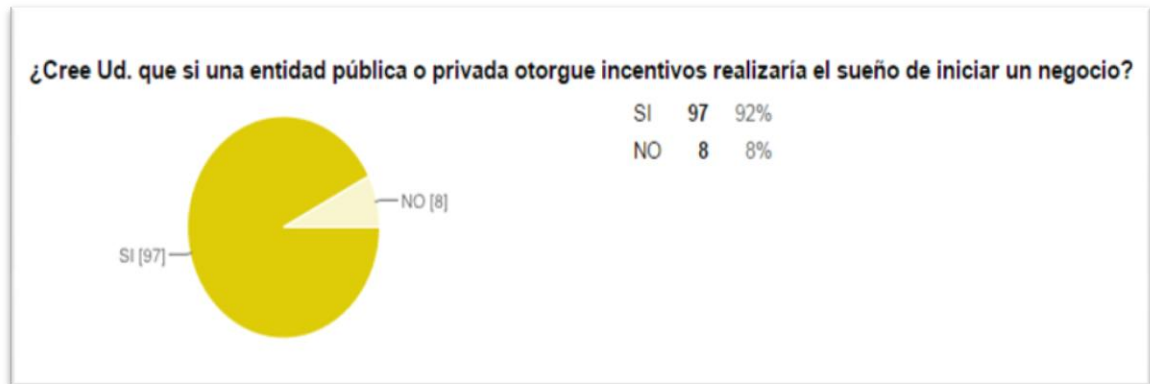 ¿Cree Ud. que si una entidad pública o privada otorgue incentivos realizaría el sueño de iniciar un negocio?
SI 97 92%
NO 8 8%
NO [8]
SI [97]